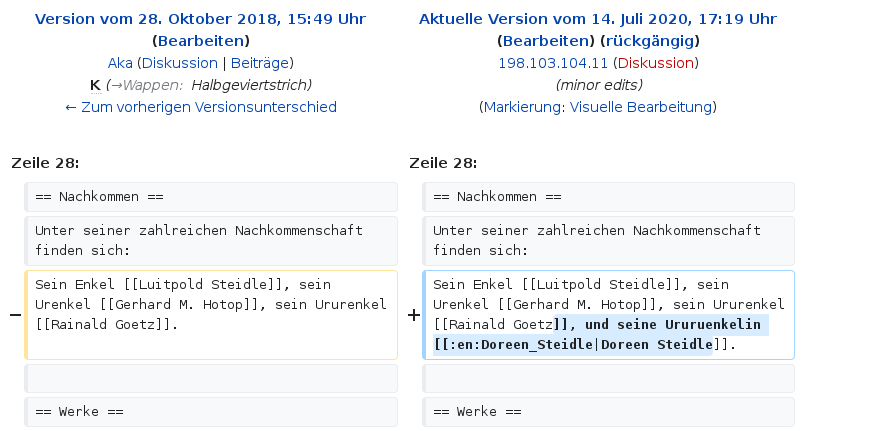 Version vom 28. Oktober 2018, 15:49 Uhr
(Bearbeiten)
Aka (Diskussion | Beiträge)
K (→Wappen: Halbgeviertstrich)
← Zum vorherigen Versionsunterschied
Aktuelle Version vom 14. Juli 2020, 17:19 Uhr
(Bearbeiten) (rückgängig)
198.103.104.11 (Diskussion)
(minor edits)
(Markierung: Visuelle Bearbeitung)
Zeile 28:
Zeile 28:
== Nachkommen ==
== Nachkommen ==
Unter seiner zahlreichen Nachkommenschaft
finden sich:
Unter seiner zahlreichen Nachkommenschaft
finden sich:
−
Sein Enkel [[Luitpold Steidle]], sein
Urenkel [[Gerhard M. Hotop]], sein Ururenkel
[[Rainald Goetz]].
+
Sein Enkel [[Luitpold Steidle]], sein
Urenkel [[Gerhard M. Hotop]], sein Ururenkel
[[Rainald Goetz]], und seine Ururuenkelin
[[:en:Doreen_Steidle|Doreen Steidle]].
== Werke ==
== Werke ==